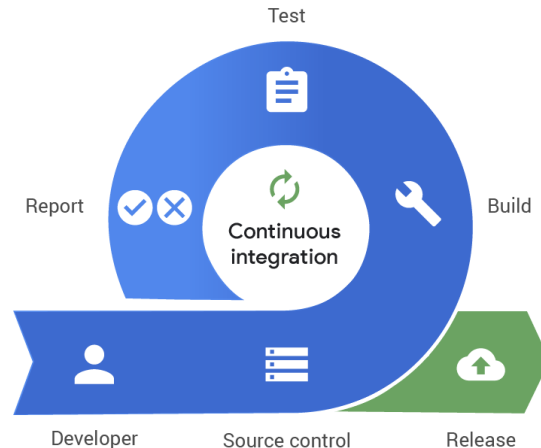 Test
Report
Build
Continuous
integration
Developer
Source control
Release